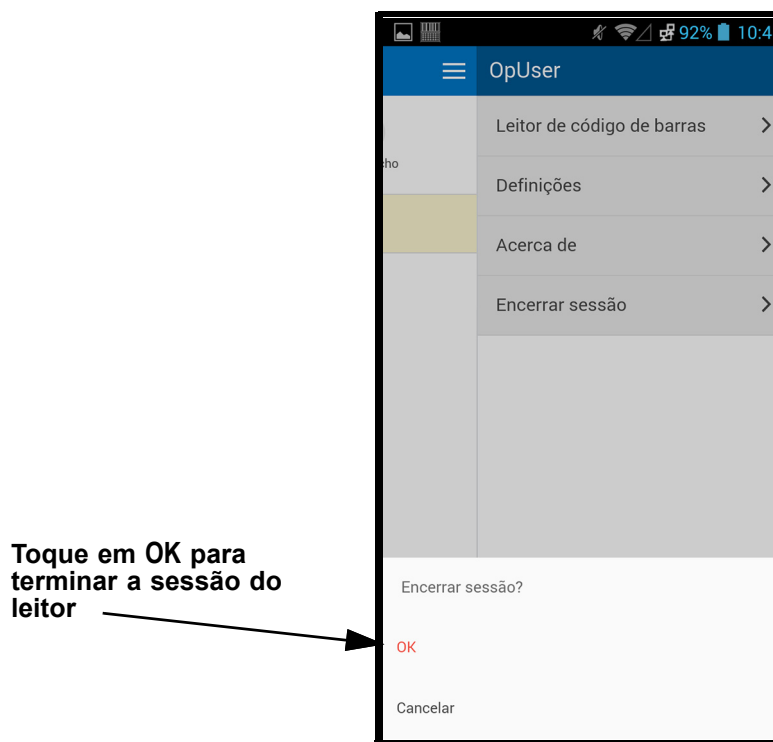 92% 10:4
OpUser
Leitor de código de barras
cho
Definições
Acerca de
Encerrar sessão
Toque em OK para
terminar a sessão do
leitor
Encerrar sessão?
OK
Cancelar